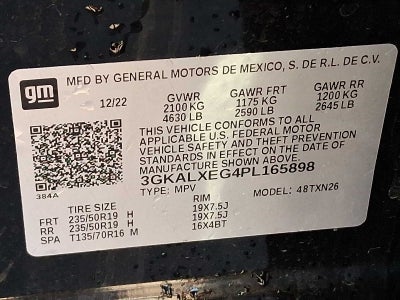 gm
MFD BY GENERAL MOTORS DE MEXICO, S. DE R.L. DE C.V.
12/22 GVWR GAWR FRT GAWR RR
2100 KG 1175 KG 1200 KG
4630 LB 2590 LB 2645 LB
THIS VEHICLE CONFORMS TO ALL
APPLICABLE U.S. FEDERAL MOTOR
VEHICLE SAFETY AND THEFT PREVENTION
STANDARDS IN EFFECT ON THE DATE OF
MANUFACTURE SHOWN ABOVE.
3GKALXEG4PL165898
384A
TYPE: MPV MODEL: 48TXN26
TIRE SIZE RIM
FRT 235/50R19 H 19X7.5J
RR 235/50R19 H 19X7.5J
SPA T135/70R16 M 16X4BT